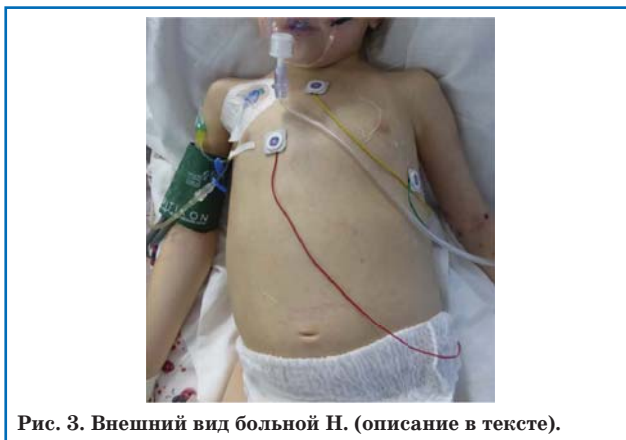 Рис. 3. Внешний вид больной Н. (описание в тексте).